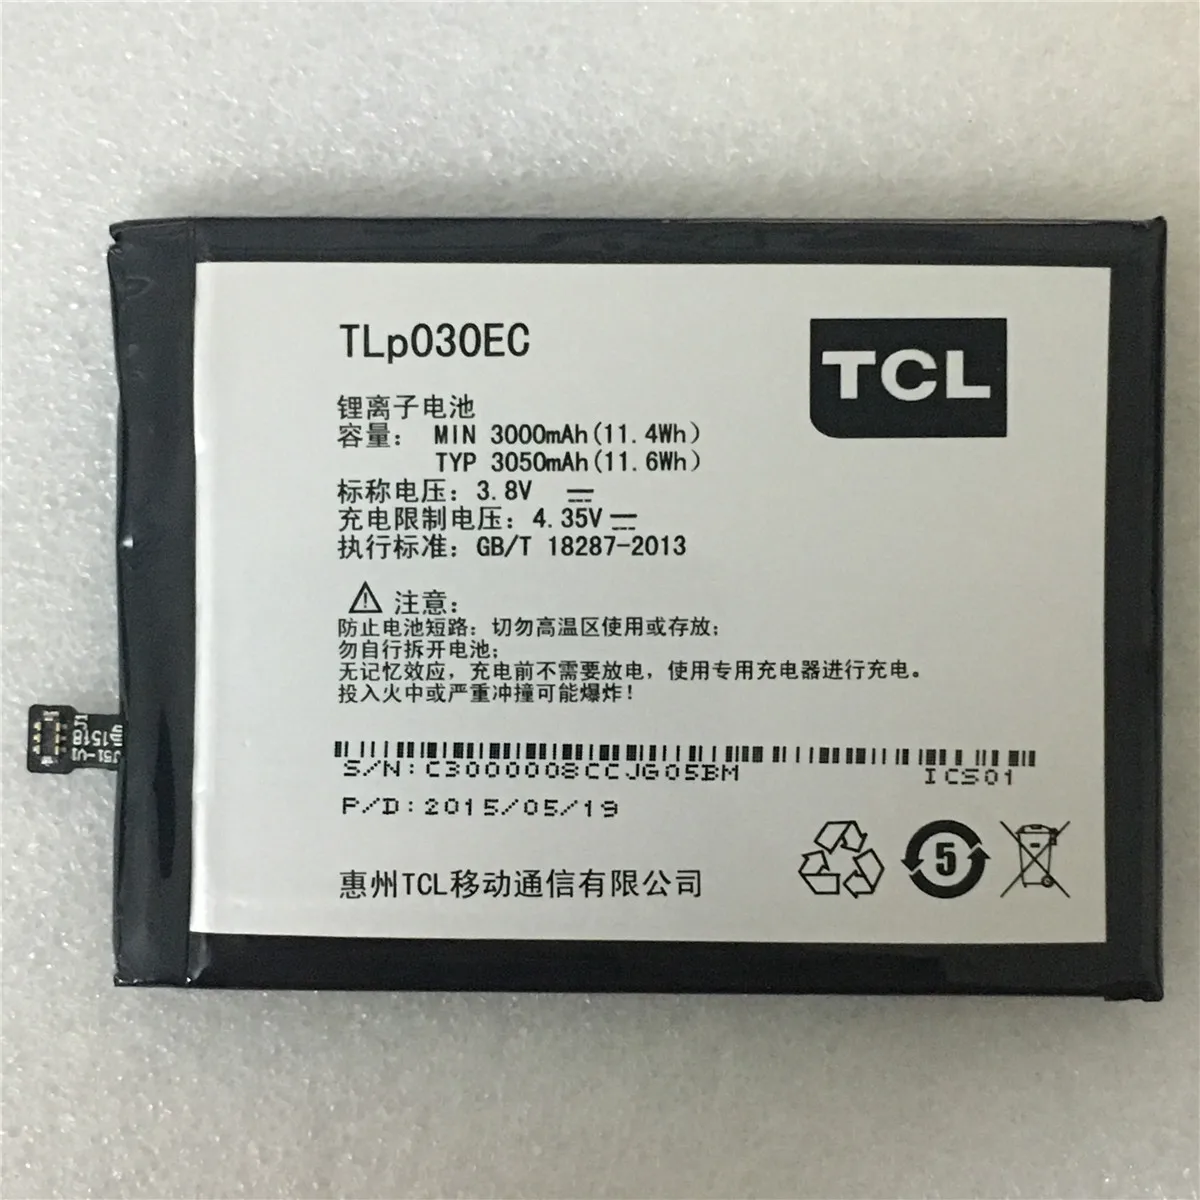 TLp030EC
TCL
锂离子电池
容量: MIN 3000mAh(11.4Wh)
TYP 3050mAh(11.6Wh)
标称电压: 3.8V
充电限制电压: 4.35V
执行标准: GB/T 18287-2013
注意:
防止电池短路; 切勿高温区使用或存放;
勿自行拆开电池;
无记忆效应, 充电前不需要放电, 使用专用充电器进行充电。
投入火中或严重冲撞可能爆炸!
S/N:C3000008CCJG05BM ICS01
P/D:2015/05/19
惠州TCL移动通信有限公司
5
1518
J51-V1